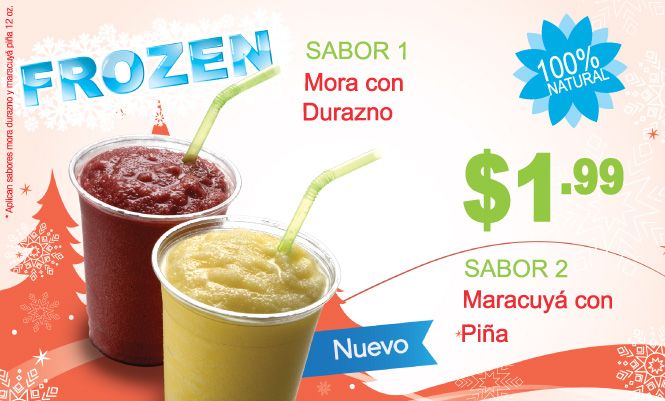 FROZEN
SABOR 1
Mora con
Durazno
100%
NATURAL
$1.99
SABOR 2
Maracuyá con
*Piña
Nuevo
* Aplican sabores mora durazno y maracuyá piña 12 oz.